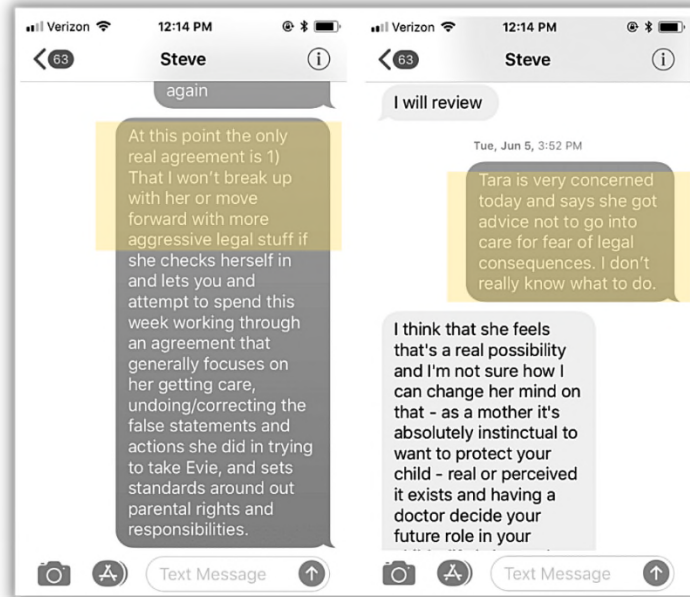 Verizon 12:14 PM
63 Steve i
again
At this point the only
real agreement is 1)
That I won't break up
with her or move
forward with more
aggressive legal stuff if
she checks herself in
and lets you and
attempt to spend this
week working through
an agreement that
generally focuses on
her getting care,
undoing/correcting the
false statements and
actions she did in trying
to take Evie, and sets
standards around out
parental rights and
responsibilities.
Text Message
Verizon 12:14 PM
63 Steve i
I will review
Tue, Jun 5, 3:52 PM
Tara is very concerned
today and says she got
advice not to go into
care for fear of legal
consequences. I don't
really know what to do.
I think that she feels
that's a real possibility
and I'm not sure how I
can change her mind on
that - as a mother it's
absolutely instinctual to
want to protect your
child - real or perceived
it exists and having a
doctor decide your
future role in your
Text Message